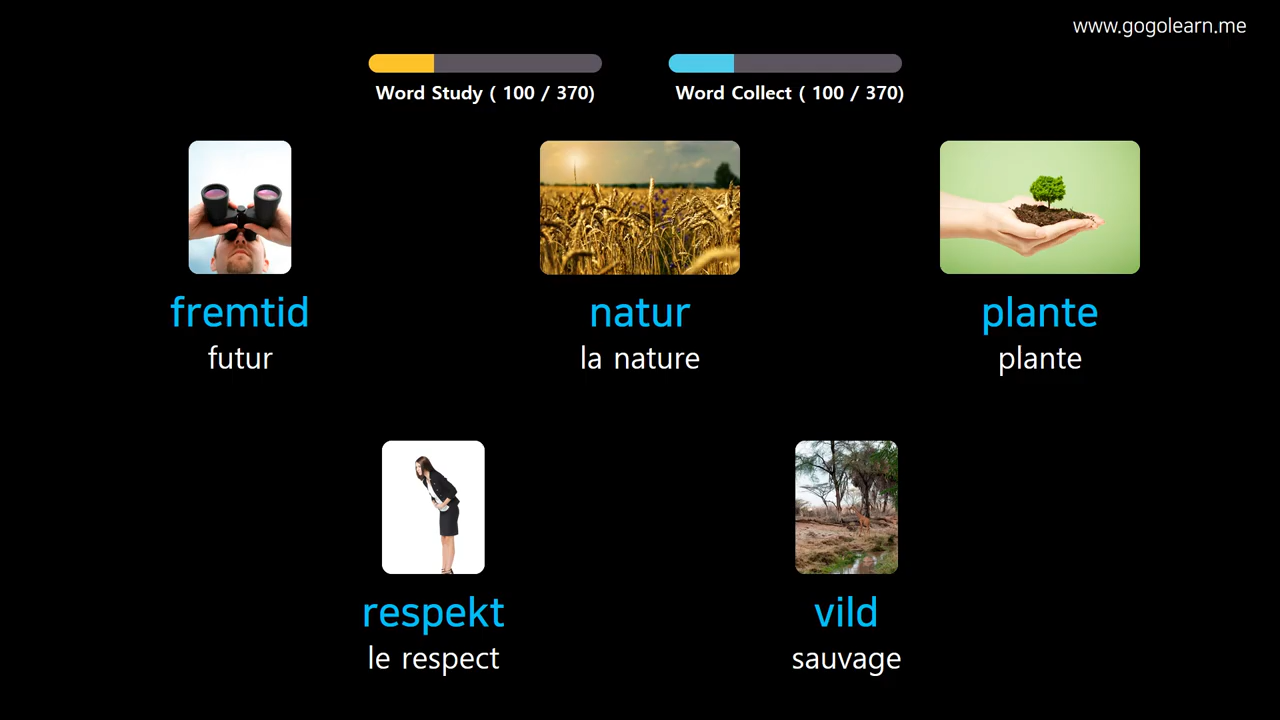 www.gogolearn.me
Word Study ( 100 / 370)
Word Collect ( 100 / 370)
fremtid
futur
natur
la nature
plante
plante
respekt
le respect
vild
sauvage